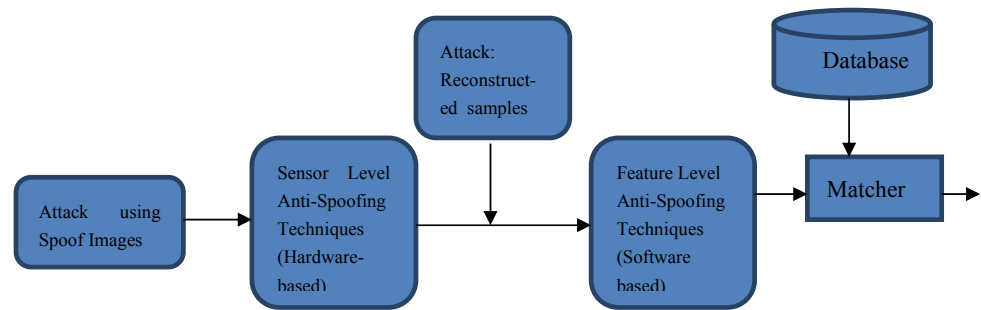 Attack using
Spoof Images
Sensor Level
Anti-Spoofing
Techniques
(Hardware-
based)
Attack:
Reconstruct-
ed samples
Feature Level
Anti-Spoofing
Techniques
(Software
based)
Database
Matcher